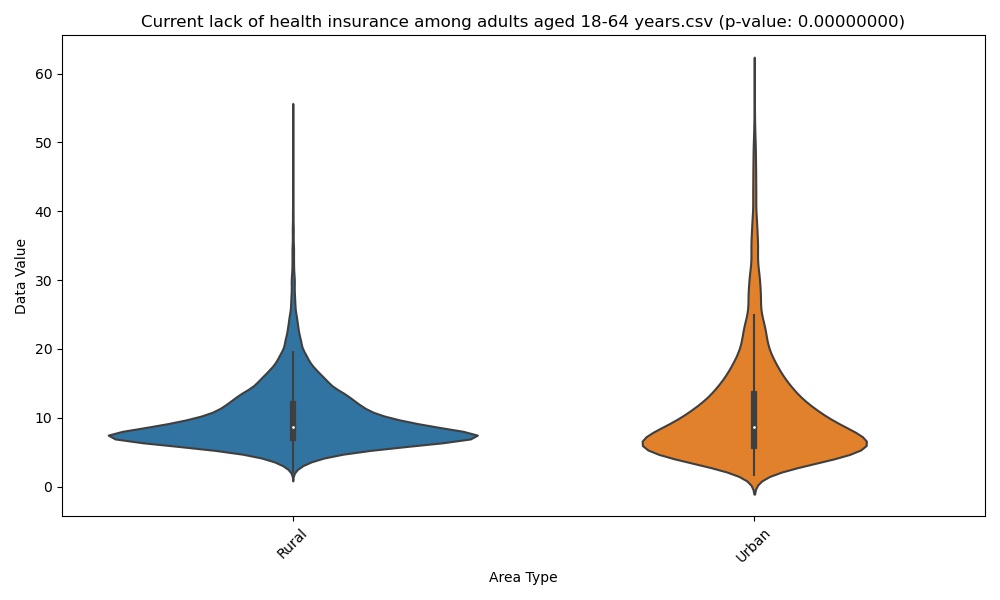 Current lack of health insurance among adults aged 18-64 years.csv (p-value: 0.00000000)
60
50
40
30
20
10
0
Data Value
Rural
Urban
Area Type